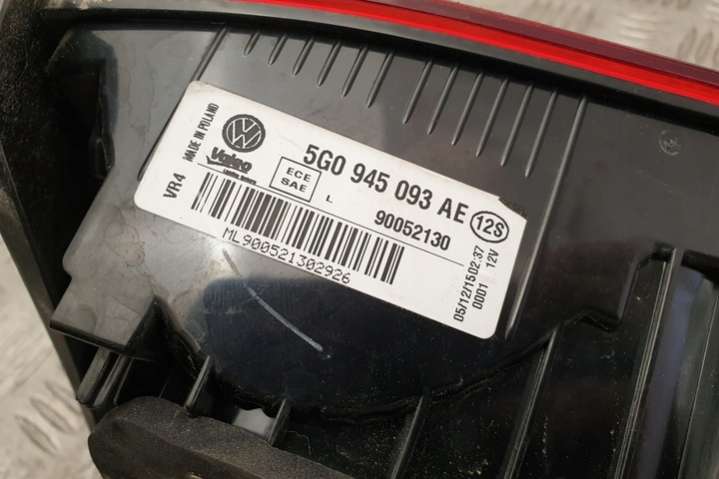 MADE IN POLAND
Valeo
VR4
ECE
SAE
L
5G0 945 093 AE
12S
90052130
ML900521302926
05/12/15 02:37
0001 12V